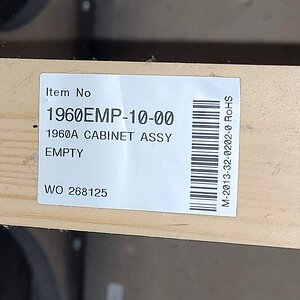 Item No
1960EMP-10-00
1960A CABINET ASSY
EMPTY
WO 268125
M-2013-32-0202-0 RoHS